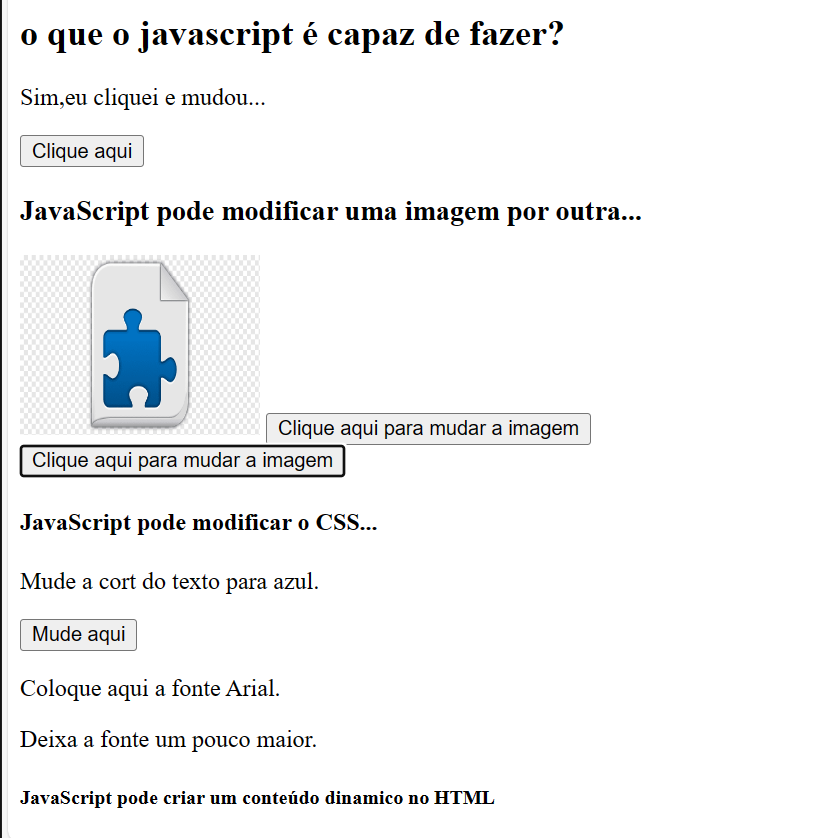 o que o javascript é capaz de fazer?
Sim,eu cliquei e mudou...
Clique aqui
JavaScript pode modificar uma imagem por outra...
Clique aqui para mudar a imagem
Clique aqui para mudar a imagem
JavaScript pode modificar o CSS...
Mude a cort do texto para azul.
Mude aqui
Coloque aqui a fonte Arial.
Deixa a fonte um pouco maior.
JavaScript pode criar um conteúdo dinamico no HTML